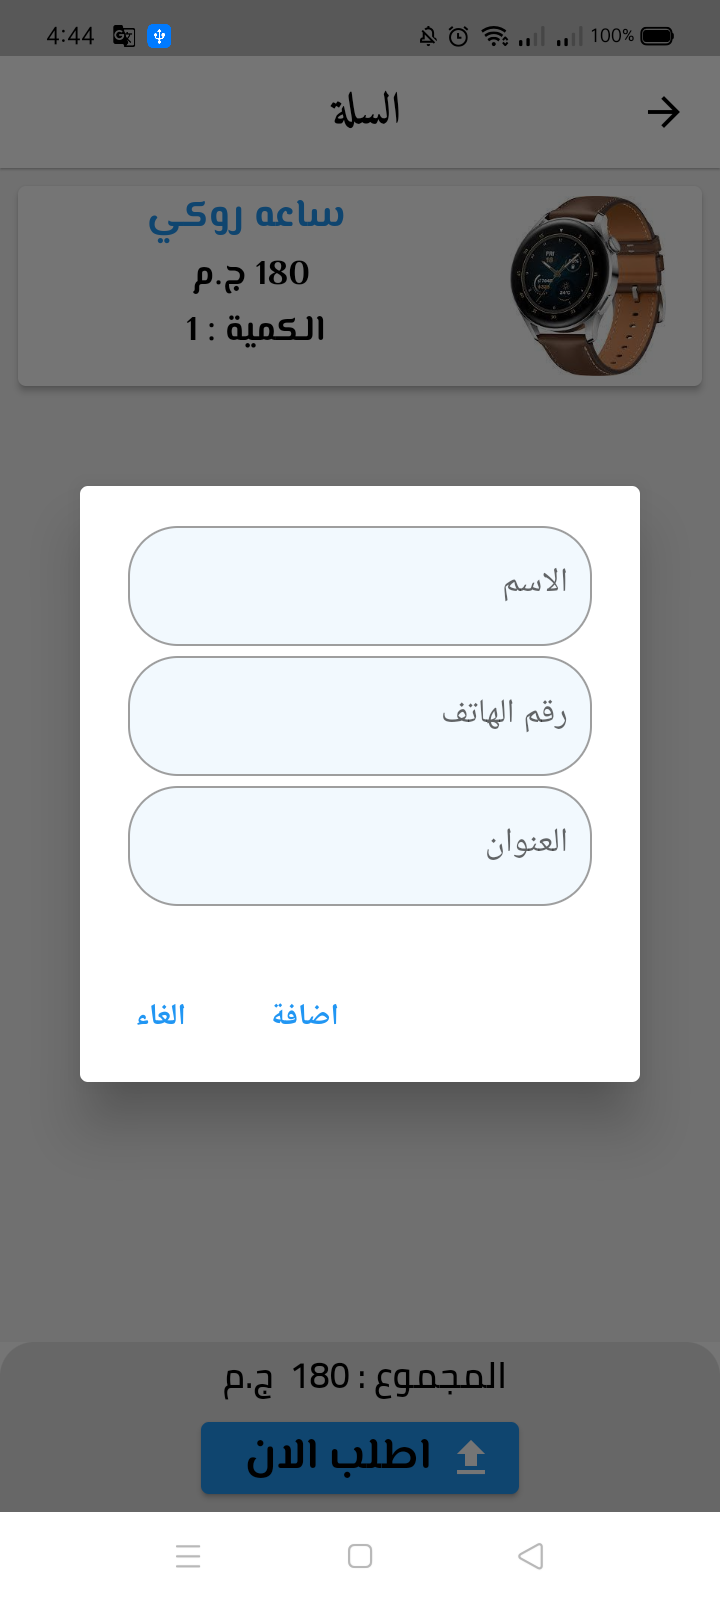 4:44 100%
السلة
ساعه روكي
180 ج.م
الكمية : 1
الاسم
رقم الهاتف
العنوان
اضافة الغاء
المجموع : 180 ج.م
اطلب الان